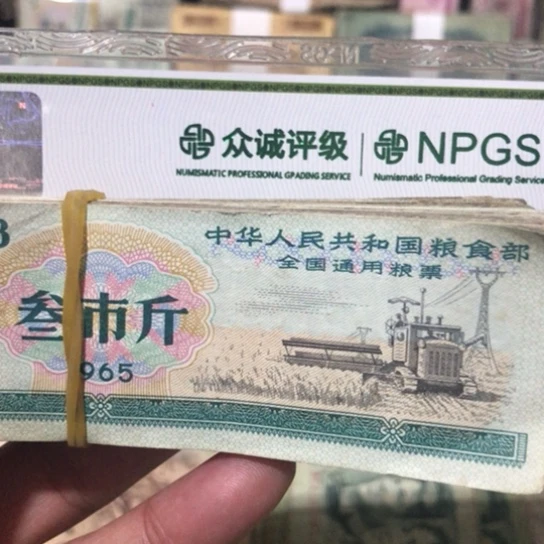 众诚评级
NUMISMATIC PROFESSIONAL GRADING SERVICE
NPGS
Numismatic Professional Grading Service
中华人民共和国粮食部
全国通用粮票
叁市斤
1965